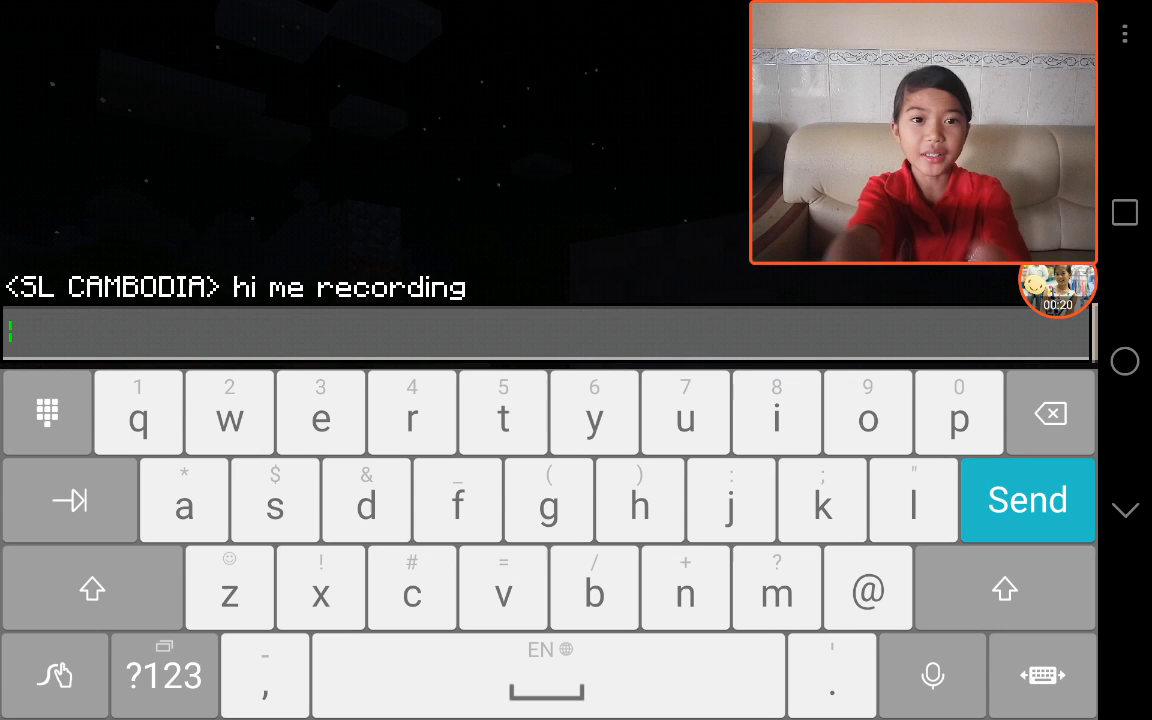 <SL CAMBODIA> hi me recording
00:20
1 2 3 4 5 6 7 8 9 0
q w e r t y u i o p
* $ & _ ( ) : ; "
a s d f g h j k l Send
! # c = / + ?
z x c v b n m @
EN - '
?123 , .